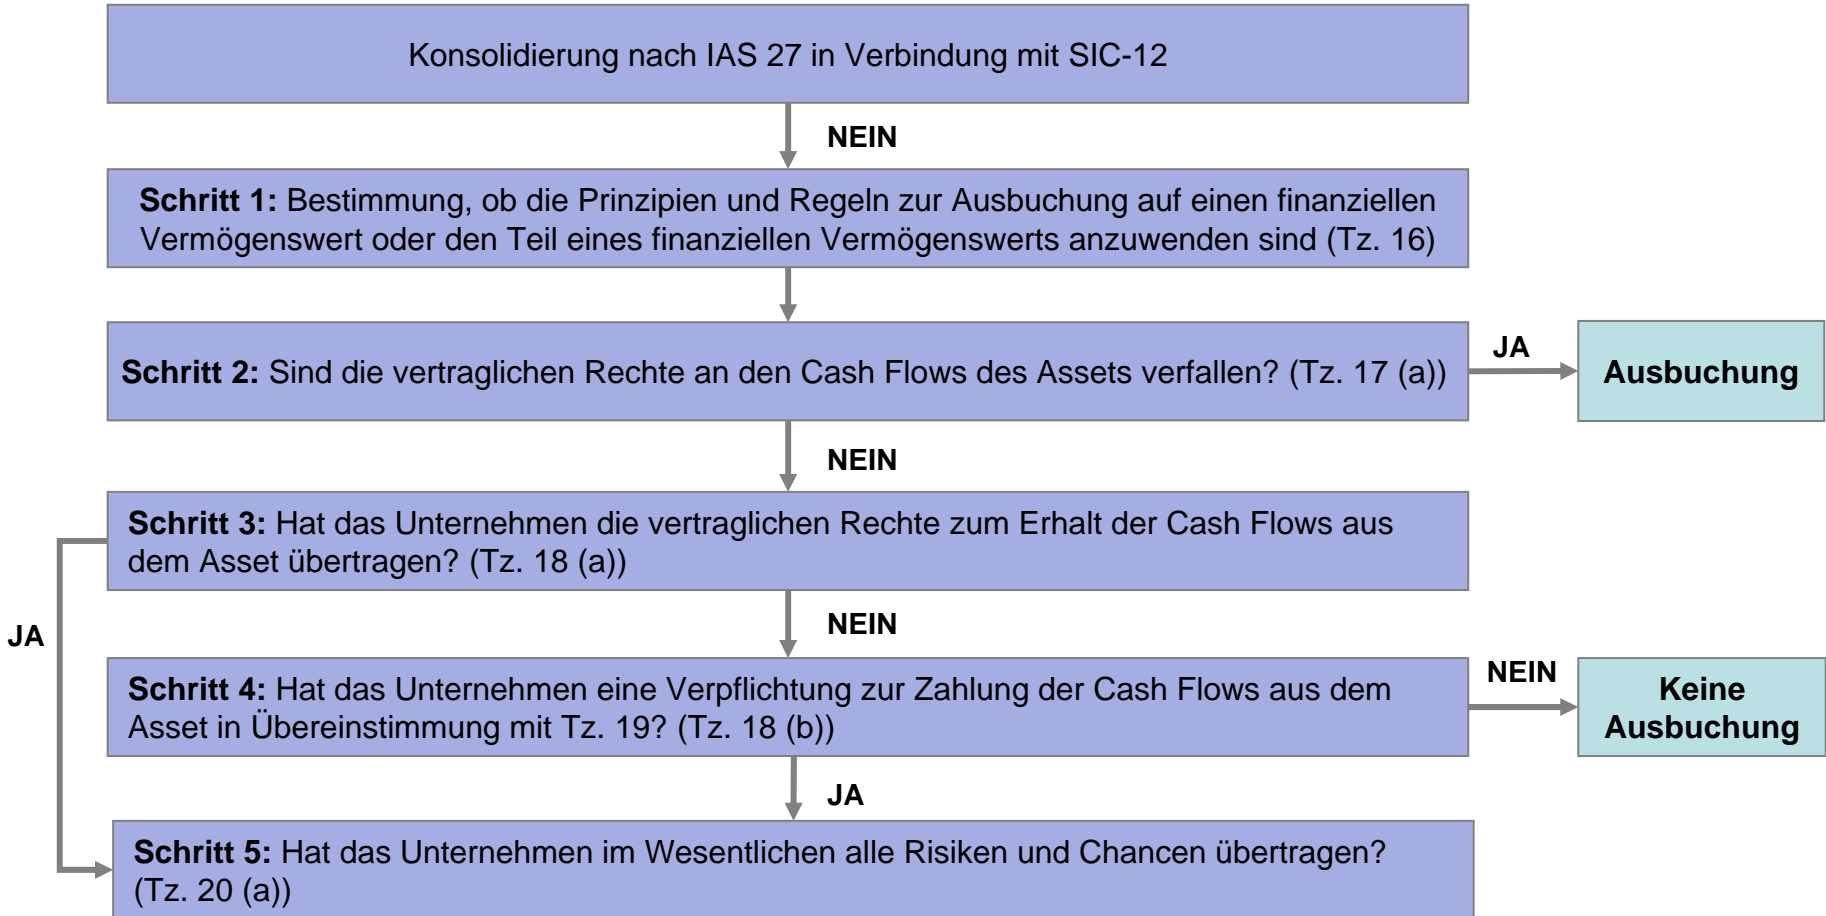 Konsolidierung nach IAS 27 in Verbindung mit SIC-12
NEIN
Schritt 1: Bestimmung, ob die Prinzipien und Regeln zur Ausbuchung auf einen finanziellen
Vermögenswert oder den Teil eines finanziellen Vermögenswerts anzuwenden sind (Tz. 16)
Schritt 2: Sind die vertraglichen Rechte an den Cash Flows des Assets verfallen? (Tz. 17 (a))
JA
Ausbuchung
NEIN
Schritt 3: Hat das Unternehmen die vertraglichen Rechte zum Erhalt der Cash Flows aus
dem Asset übertragen? (Tz. 18 (a))
JA
NEIN
Schritt 4: Hat das Unternehmen eine Verpflichtung zur Zahlung der Cash Flows aus dem
Asset in Übereinstimmung mit Tz. 19? (Tz. 18 (b))
NEIN
Keine
Ausbuchung
JA
Schritt 5: Hat das Unternehmen im Wesentlichen alle Risiken und Chancen übertragen?
(Tz. 20 (a))